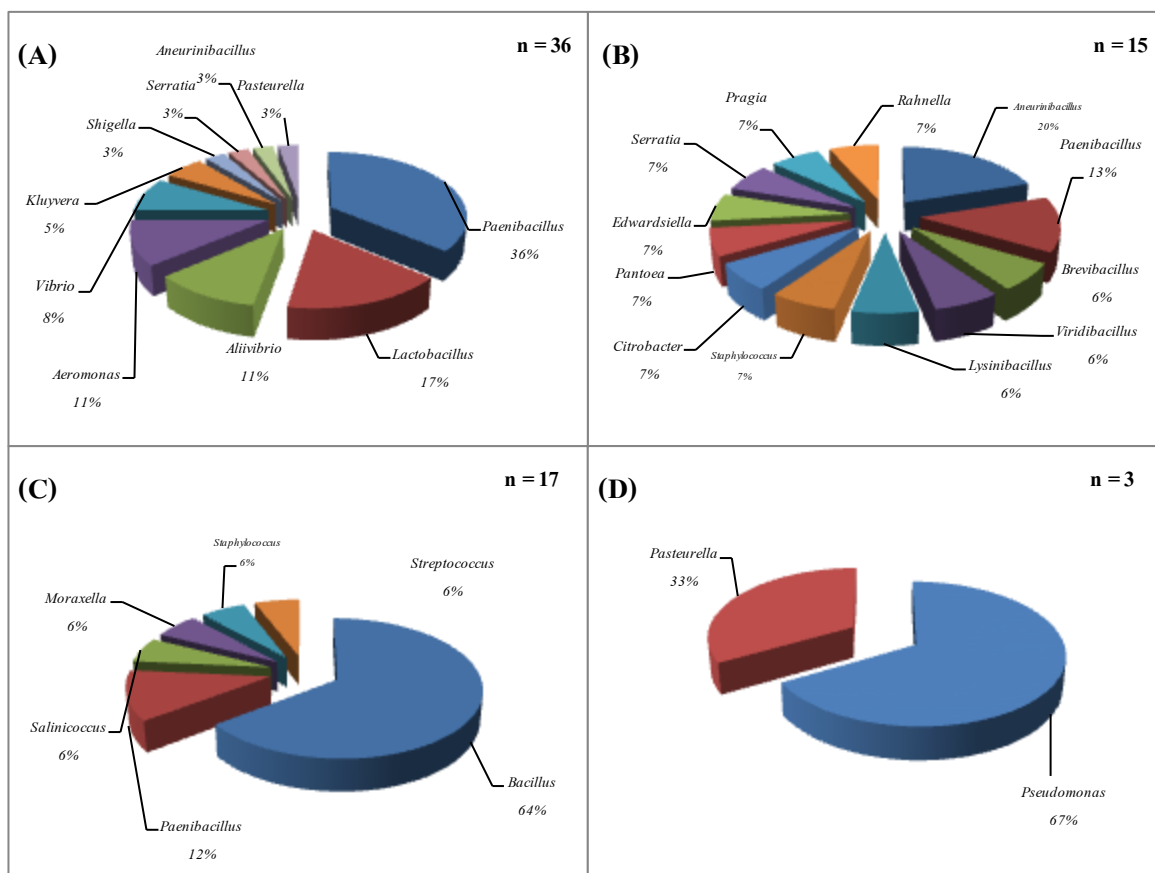 (A)
n = 36
Aneurinibacillus
3%
Serratia
3%
Pasteurella
3%
Shigella
3%
Kluyvera
5%
Vibrio
8%
Aeromonas
11%
Aliivibrio
11%
Lactobacillus
17%
Paenibacillus
36%
(B)
n = 15
Pragia
7%
Rahnella
7%
Aneurinibacillus
20%
Paenibacillus
13%
Serratia
7%
Edwardsiella
7%
Pantoea
7%
Citrobacter
7%
Staphylococcus
7%
Lysinibacillus
6%
Viridibacillus
6%
Brevibacillus
6%
(C)
n = 17
Staphylococcus
6%
Streptococcus
6%
Moraxella
6%
Salinicoccus
6%
Paenibacillus
12%
Bacillus
64%
(D)
n = 3
Pasteurella
33%
Pseudomonas
67%